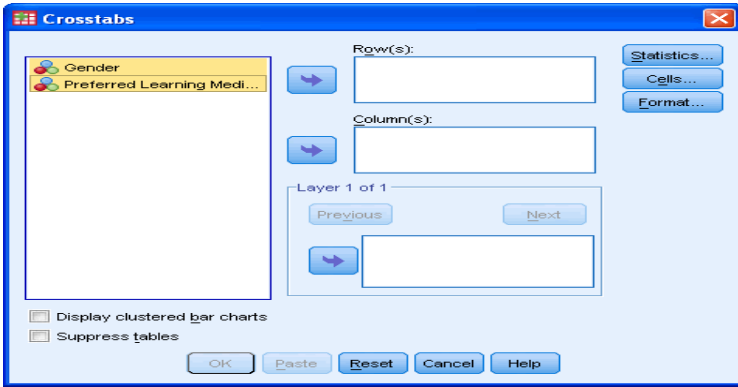 Crosstabs
Gender
Preferred Learning Medi...
Row(s):
Column(s):
Layer 1 of 1
Previous
Next
Statistics...
Cells...
Format...
Display clustered bar charts
Suppress tables
OK
Paste
Reset
Cancel
Help